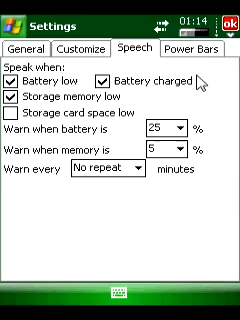 Settings 01:14 ok
General Customize Speech Power Bars
Speak when:
Battery low Battery charged
Storage memory low
Storage card space low
Warn when battery is 25 %
Warn when memory is 5 %
Warn every No repeat minutes